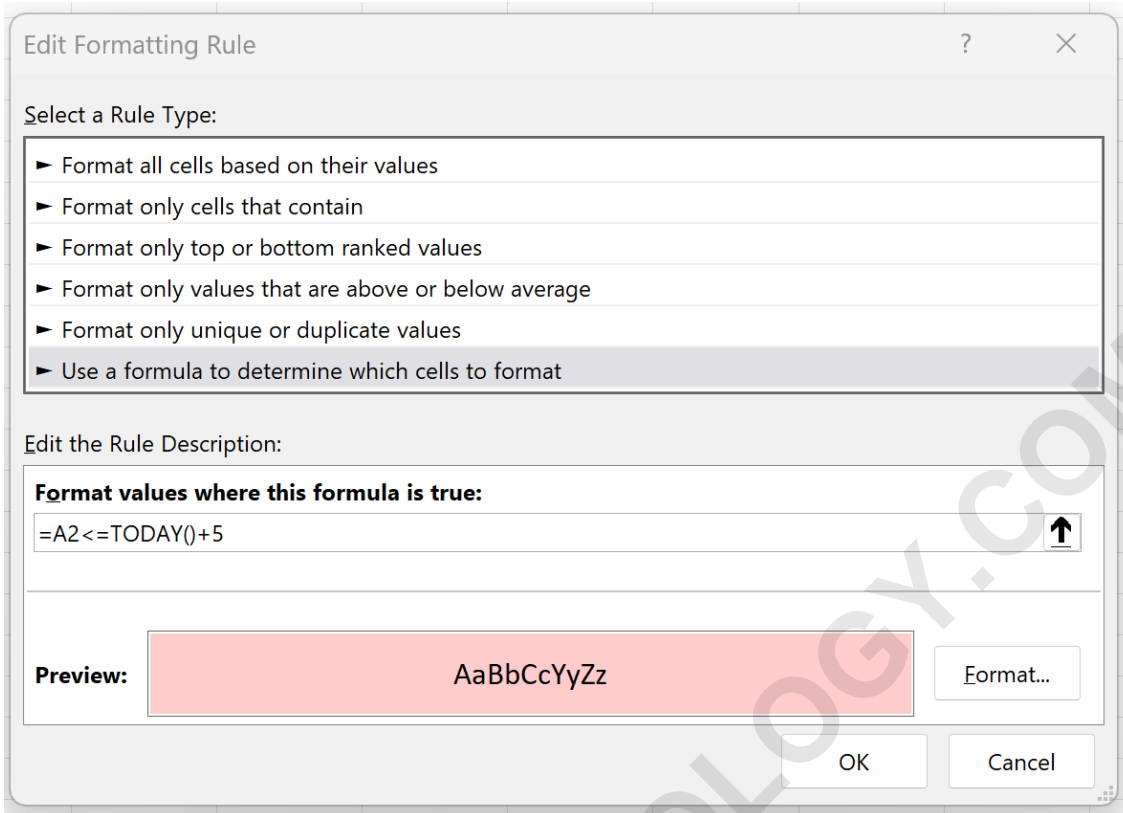 Edit Formatting Rule ?
Select a Rule Type:
► Format all cells based on their values
► Format only cells that contain
► Format only top or bottom ranked values
► Format only values that are above or below average
► Format only unique or duplicate values
► Use a formula to determine which cells to format
Edit the Rule Description:
Format values where this formula is true:
=A2<=TODAY()+5
Preview: AaBbCcYyZz Format...
OK Cancel
OLOGY.COM